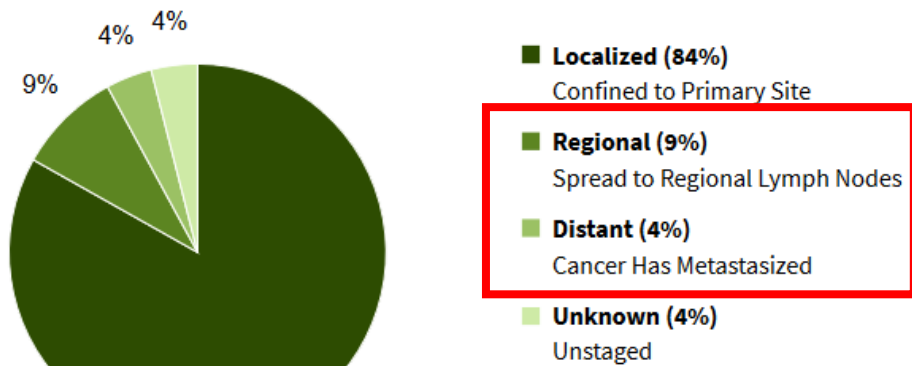 4%
4%
9%
Localized (84%)
Confined to Primary Site
Regional (9%)
Spread to Regional Lymph Nodes
Distant (4%)
Cancer Has Metastasized
Unknown (4%)
Unstaged